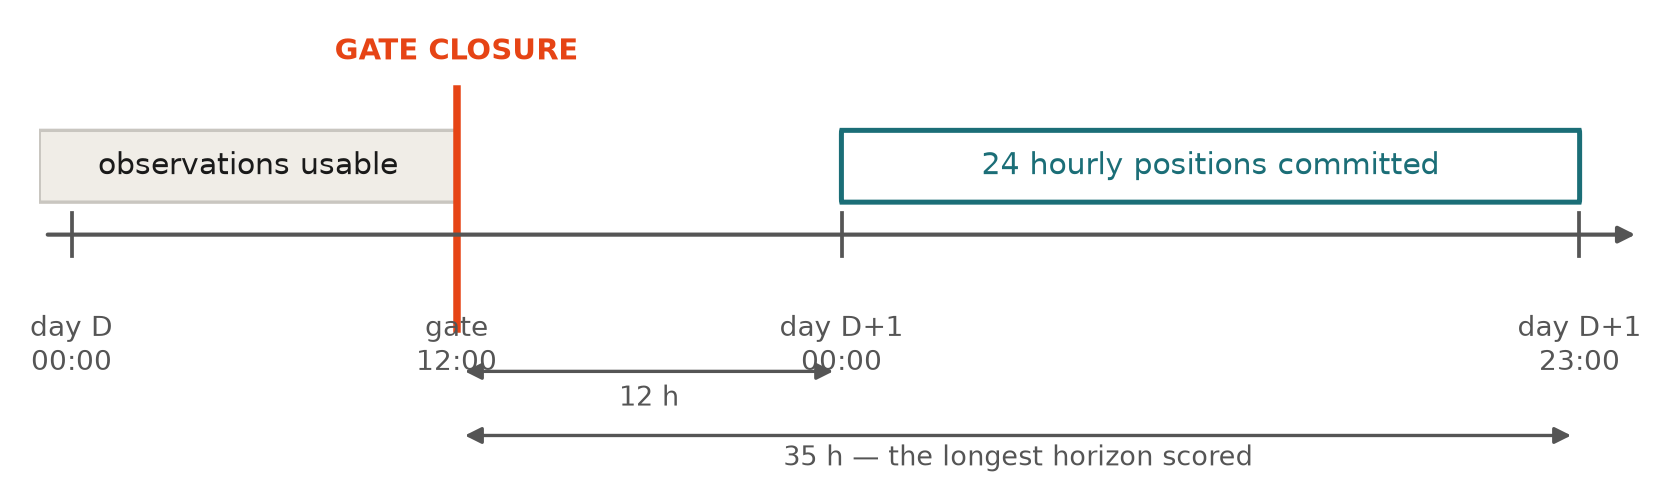 GATE CLOSURE
observations usable
24 hourly positions committed
day D
00:00
gate
12:00
day D+1
00:00
day D+1
23:00
12 h
35 h — the longest horizon scored